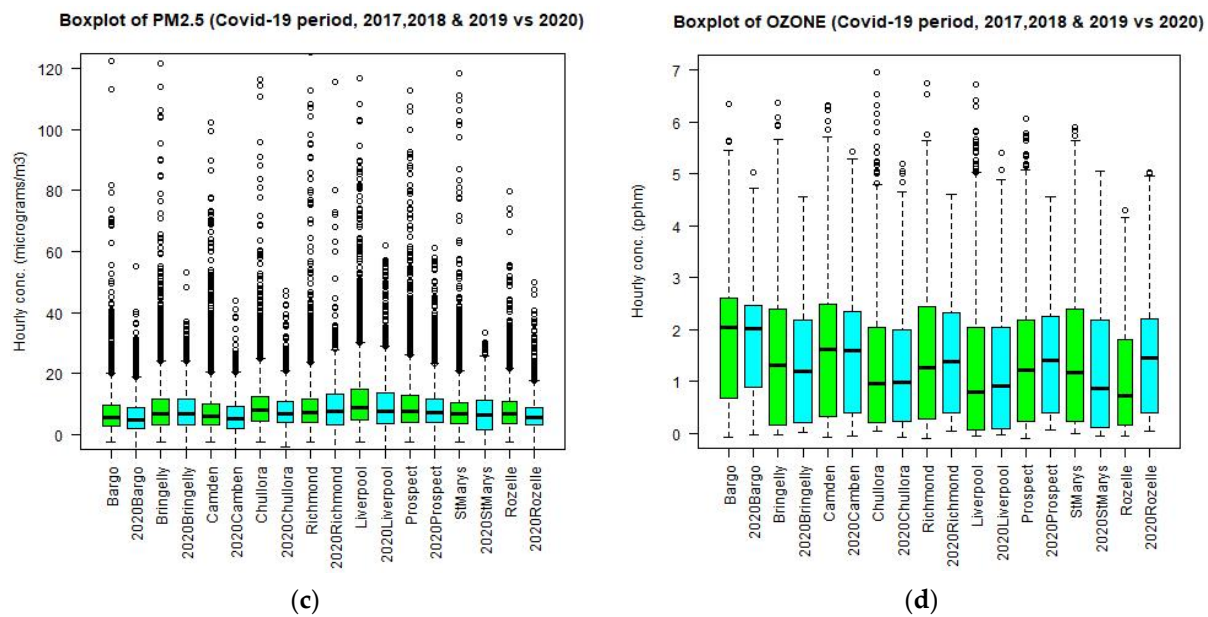 Boxplot of PM2.5 (Covid-19 period, 2017,2018 & 2019 vs 2020)
Hourly conc. (micrograms/m3)
120
100
80
60
40
20
0
Bargo
2020Bargo
Bringelly
2020Bringelly
Camden
2020Camben
Chullora
2020Chullora
Richmond
2020Richmond
Liverpool
2020Liverpool
Prospect
2020Prospect
StMarys
2020StMarys
Rozelle
2020Rozelle
(c)
Boxplot of OZONE (Covid-19 period, 2017,2018 & 2019 vs 2020)
Hourly conc. (pphm)
7
6
5
4
3
2
1
0
Bargo
2020Bargo
Bringelly
2020Bringelly
Camden
2020Camben
Chullora
2020Chullora
Richmond
2020Richmond
Liverpool
2020Liverpool
Prospect
2020Prospect
StMarys
2020StMarys
Rozelle
2020Rozelle
(d)